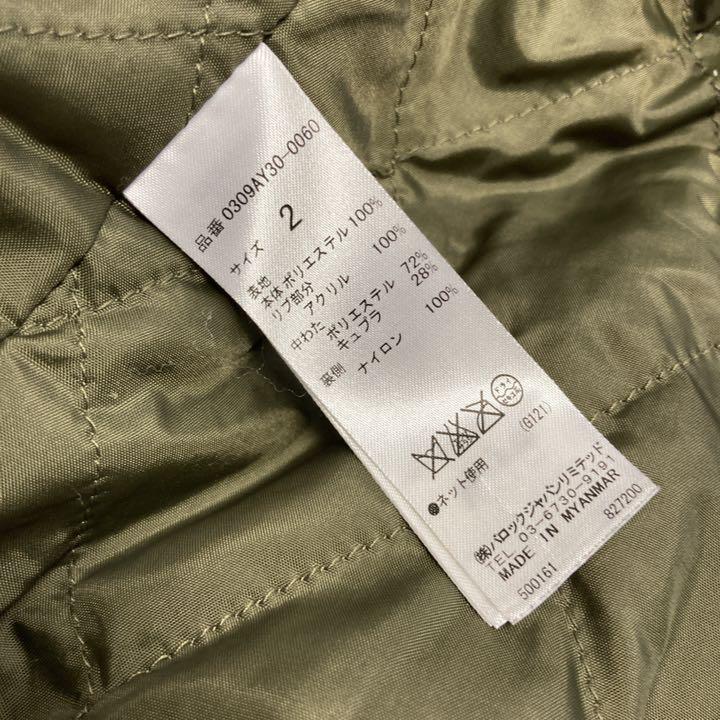 品番 0309AY30-0060
サイズ 2
表地
本体 ポリエステル 100%
リブ部分
アクリル 100%
中わた ポリエステル 72%
キュプラ 28%
裏側 ナイロン 100%
ドライ
(G121)
●ネット使用
㈱バロックジャパンリミテッド
TEL 03-6730-9191
MADE IN MYANMAR
500161 827200